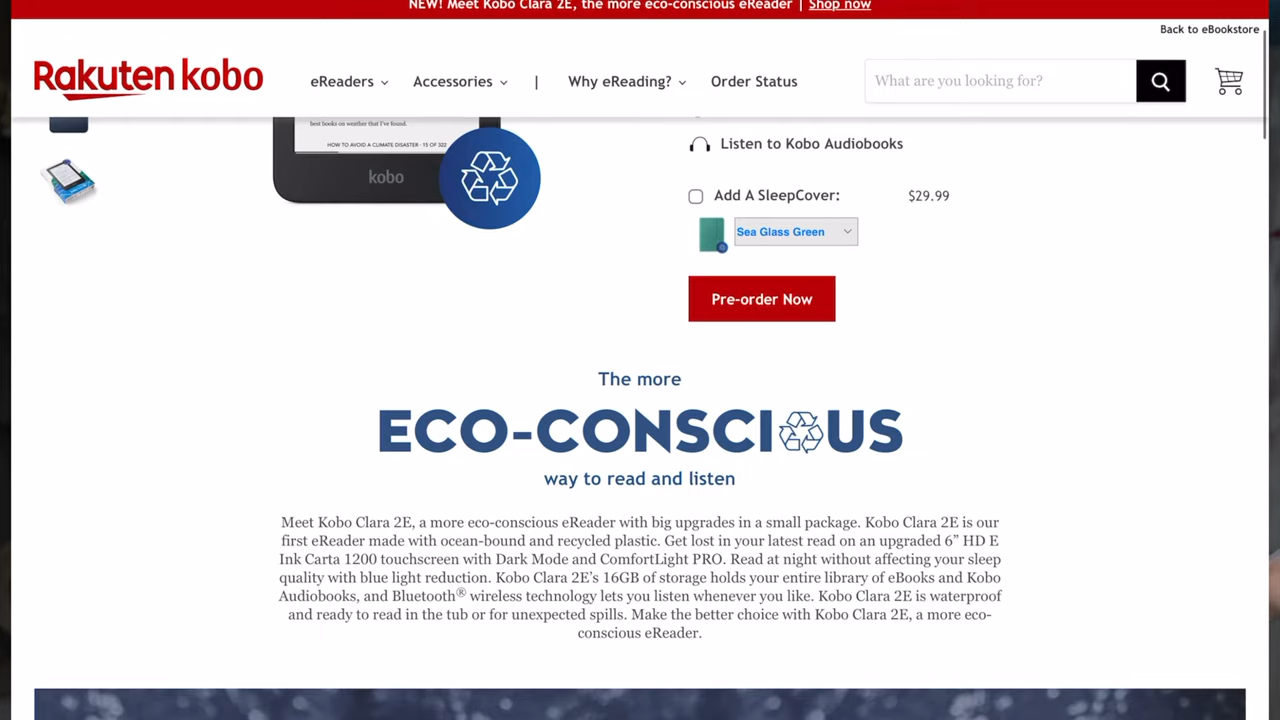 NEW! Meet Kobo Clara 2E, the more eco-conscious eReader | Shop now
Back to eBookstore
Rakuten kobo
eReaders
Accessories
|
Why eReading?
Order Status
What are you looking for?
best books on weather that I've found.
HOW TO AVOID A CLIMATE DISASTER · 15 OF 322
kobo
Listen to Kobo Audiobooks
Add A SleepCover:
$29.99
Sea Glass Green
Pre-order Now
The more
ECO-CONSCIOUS
way to read and listen
Meet Kobo Clara 2E, a more eco-conscious eReader with big upgrades in a small package. Kobo Clara 2E is our
first eReader made with ocean-bound and recycled plastic. Get lost in your latest read on an upgraded 6” HD E
Ink Carta 1200 touchscreen with Dark Mode and ComfortLight PRO. Read at night without affecting your sleep
quality with blue light reduction. Kobo Clara 2E’s 16GB of storage holds your entire library of eBooks and Kobo
Audiobooks, and Bluetooth® wireless technology lets you listen whenever you like. Kobo Clara 2E is waterproof
and ready to read in the tub or for unexpected spills. Make the better choice with Kobo Clara 2E, a more eco-
conscious eReader.